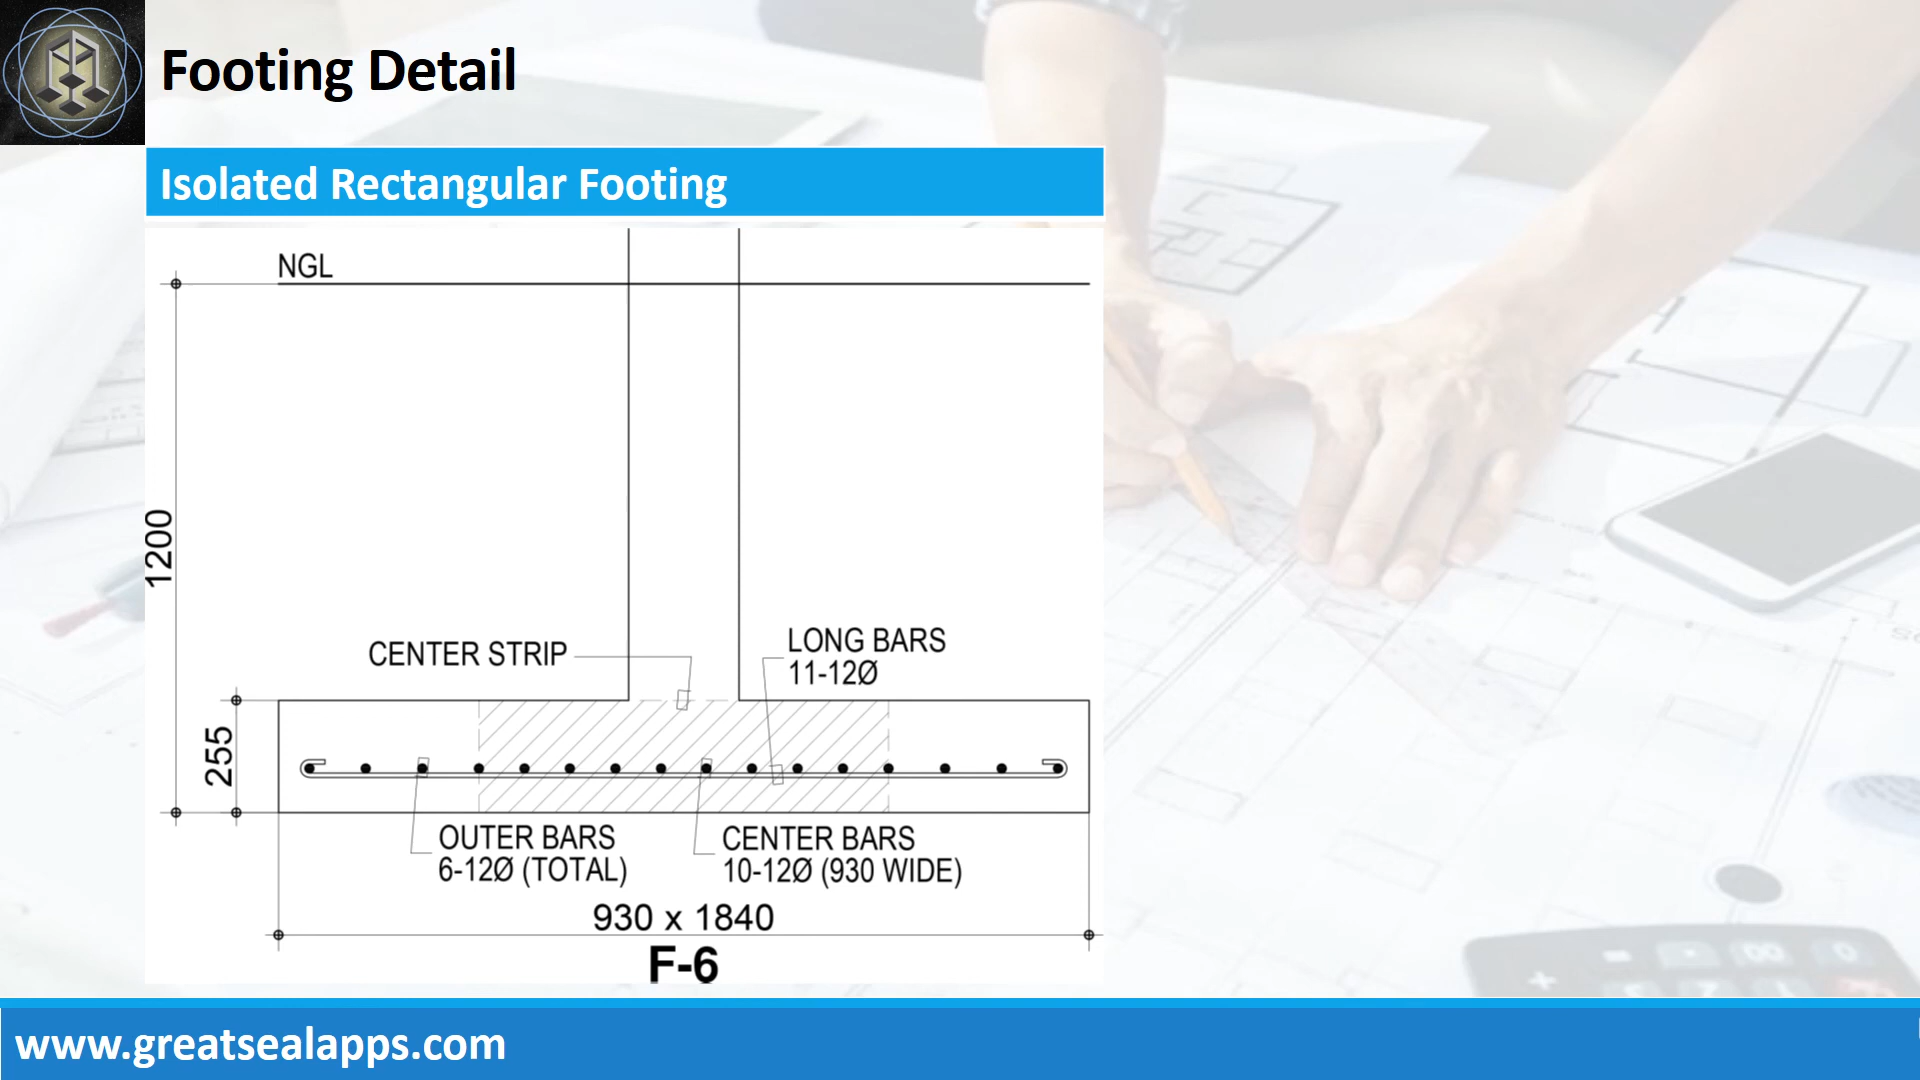 Footing Detail
Isolated Rectangular Footing
NGL
1200
CENTER STRIP
LONG BARS
11-12Ø
255
OUTER BARS
6-12Ø (TOTAL)
CENTER BARS
10-12Ø (930 WIDE)
930 x 1840
F-6
www.greatsealapps.com